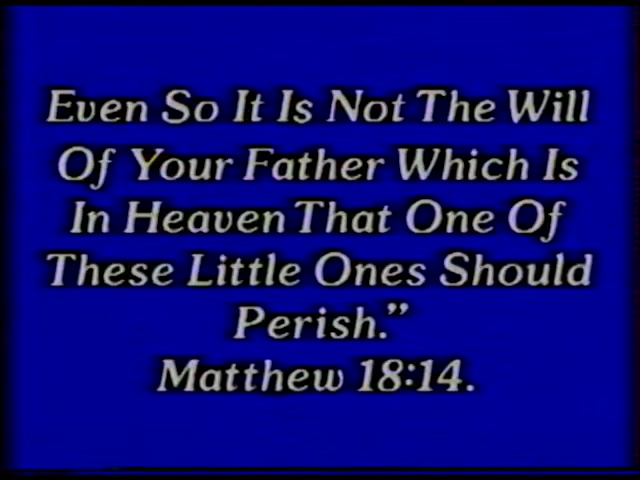 Even So It Is Not The Will
Of Your Father Which Is
In Heaven That One Of
These Little Ones Should
Perish.”
Matthew 18:14.